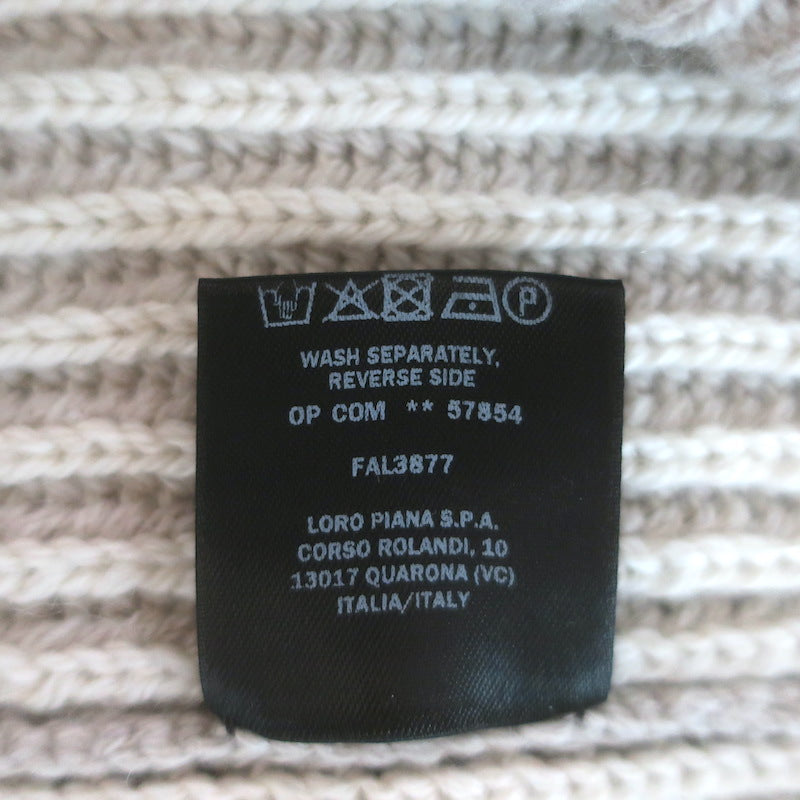 P
WASH SEPARATELY,
REVERSE SIDE
OP COM ** 57854
FAL3877
LORO PIANA S.P.A.
CORSO ROLANDI, 10
13017 QUARONA (VC)
ITALIA/ITALY